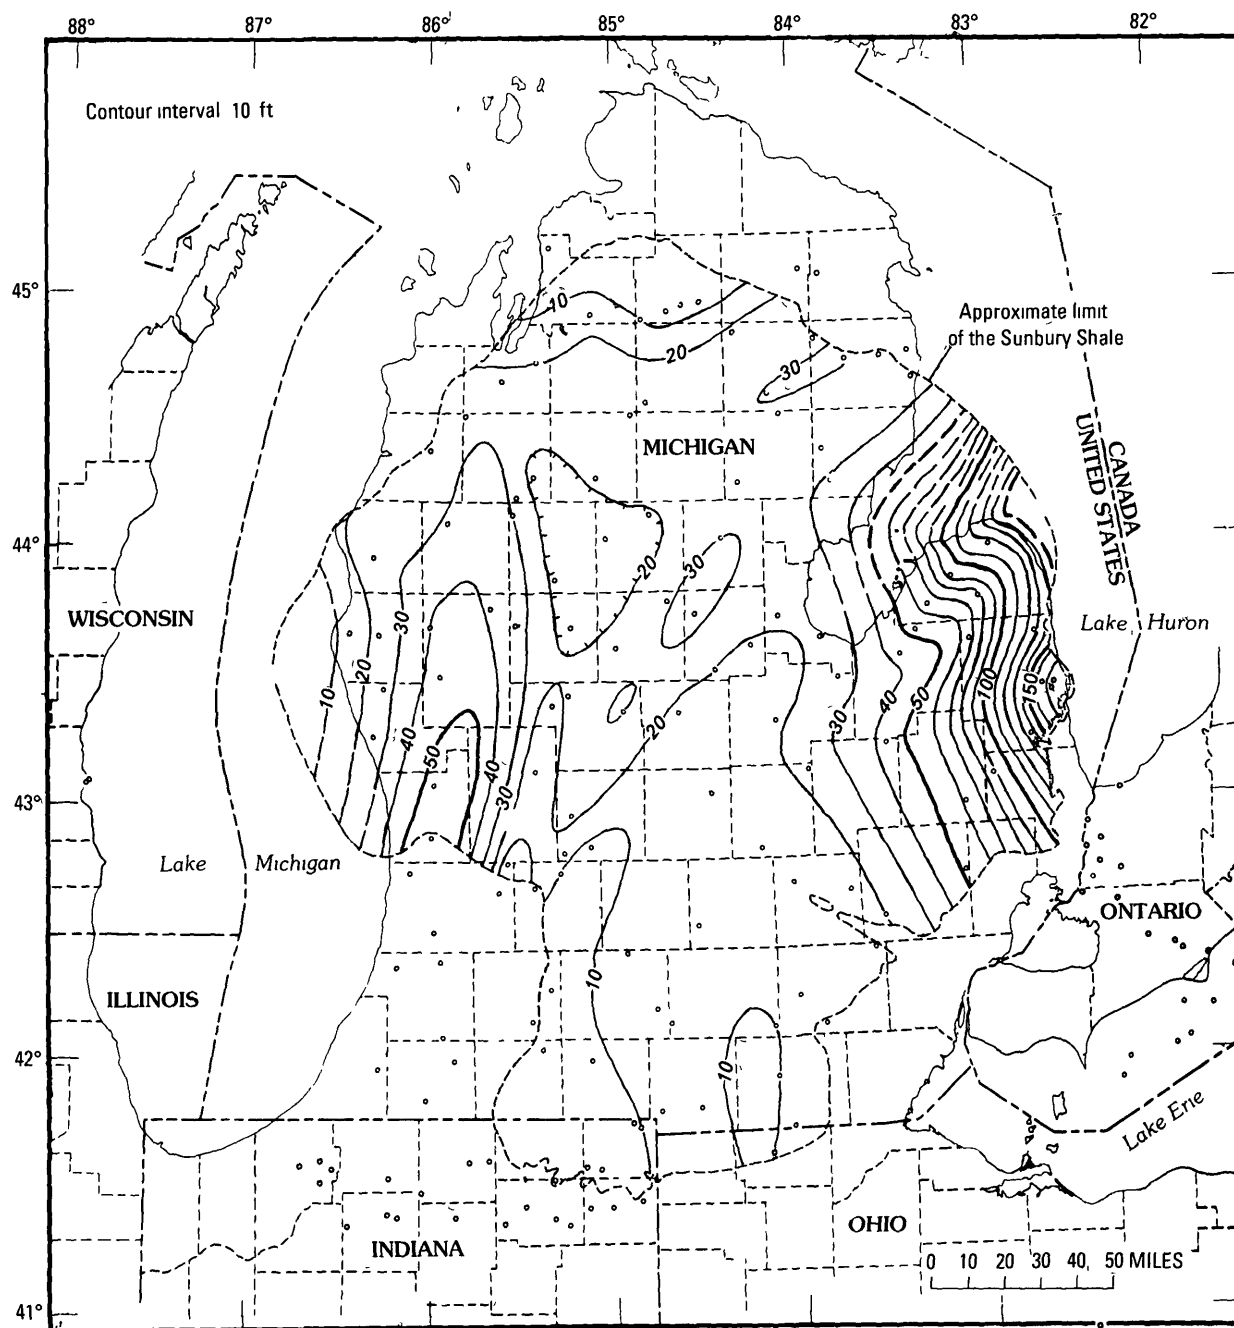 88° 87° 86° 85° 84° 83° 82°
Contour interval 10 ft
45°
Approximate limit
of the Sunbury Shale
10
20
30
MICHIGAN
CANADA
UNITED STATES
44°
20
30
WISCONSIN
Lake Huron
30
20
10
40
50
40
30
20
30
40
50
100
150
43°
Lake Michigan
ONTARIO
ILLINOIS
10
42°
10
Lake Erie
OHIO
INDIANA
0 10 20 30 40 50 MILES
41°